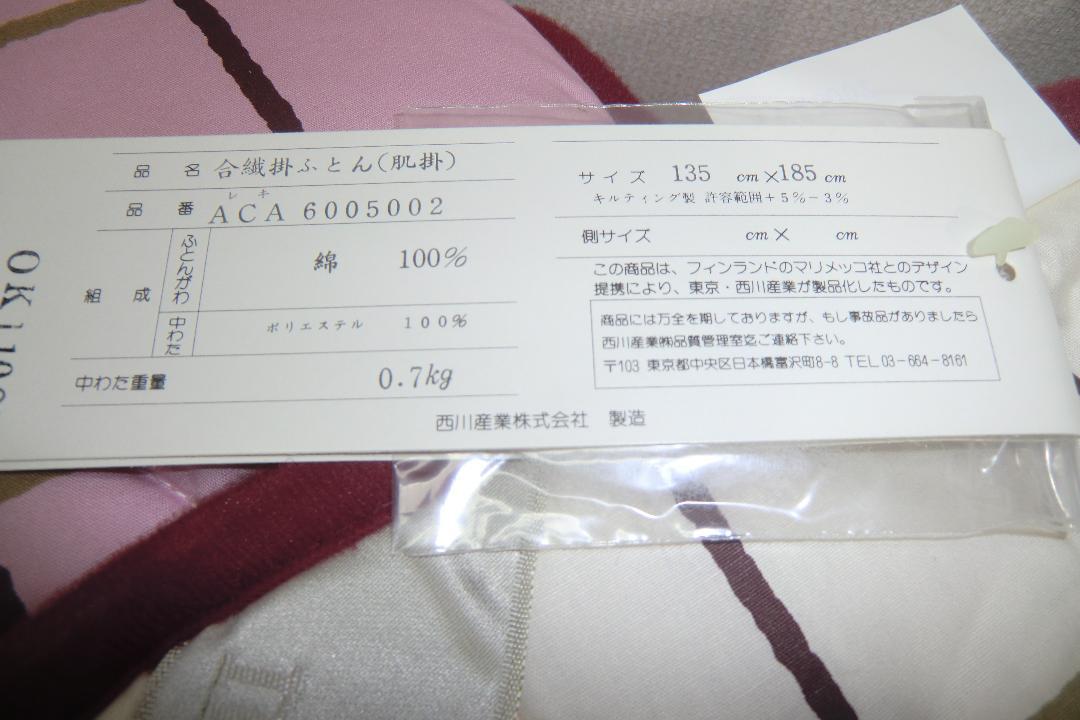 品 名 合繊掛ふとん(肌掛)
レキ
品 番 ACA 6005002
組 成 ふとんがわ 綿 100%
中わた ポリエステル 100%
中わた重量 0.7kg
サイズ 135 cm×185 cm
キルティング製 許容範囲+5%-3%
側サイズ cm× cm
この商品は、フィンランドのマリメッコ社とのデザイン
提携により、東京・西川産業が製品化したものです。
商品には万全を期しておりますが、もし事故品がありましたら
西川産業㈱品質管理室迄ご連絡下さい。
〒103 東京都中央区日本橋富沢町8-8 TEL03-664-8161
西川産業株式会社 製造